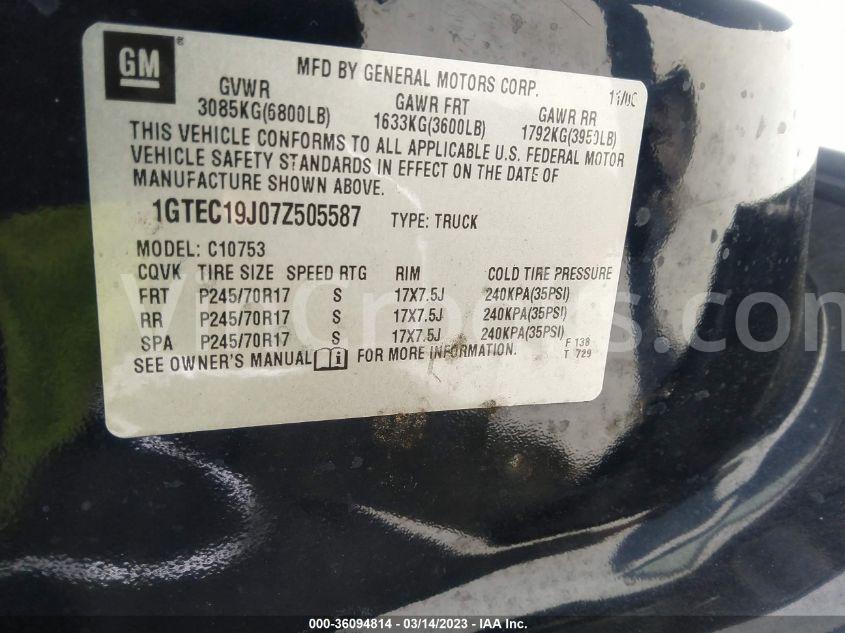 GM ®
MFD BY GENERAL MOTORS CORP.
GVWR GAWR FRT GAWR RR
3085KG(6800LB) 1633KG(3600LB) 1792KG(3950LB)
THIS VEHICLE CONFORMS TO ALL APPLICABLE U.S. FEDERAL MOTOR
VEHICLE SAFETY STANDARDS IN EFFECT ON THE DATE OF
MANUFACTURE SHOWN ABOVE.
1GTEC19J07Z505587 TYPE: TRUCK
MODEL: C10753
CQVK TIRE SIZE SPEED RTG RIM COLD TIRE PRESSURE
FRT P245/70R17 S 17X7.5J 240KPA(35PSI)
RR P245/70R17 S 17X7.5J 240KPA(35PSI)
SPA P245/70R17 S 17X7.5J 240KPA(35PSI)
SEE OWNER'S MANUAL FOR MORE INFORMATION.
F 138
T 729
000-36094814 - 03/14/2023 - IAA Inc.